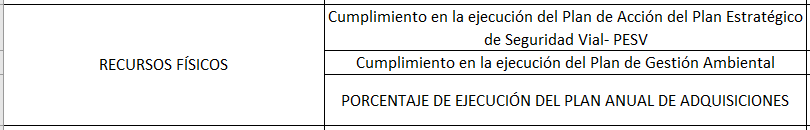 Cumplimiento en la ejecución del Plan de Acción del Plan Estratégico
de Seguridad Vial- PESV
RECURSOS FÍSICOS
Cumplimiento en la ejecución del Plan de Gestión Ambiental
PORCENTAJE DE EJECUCIÓN DEL PLAN ANUAL DE ADQUISICIONES